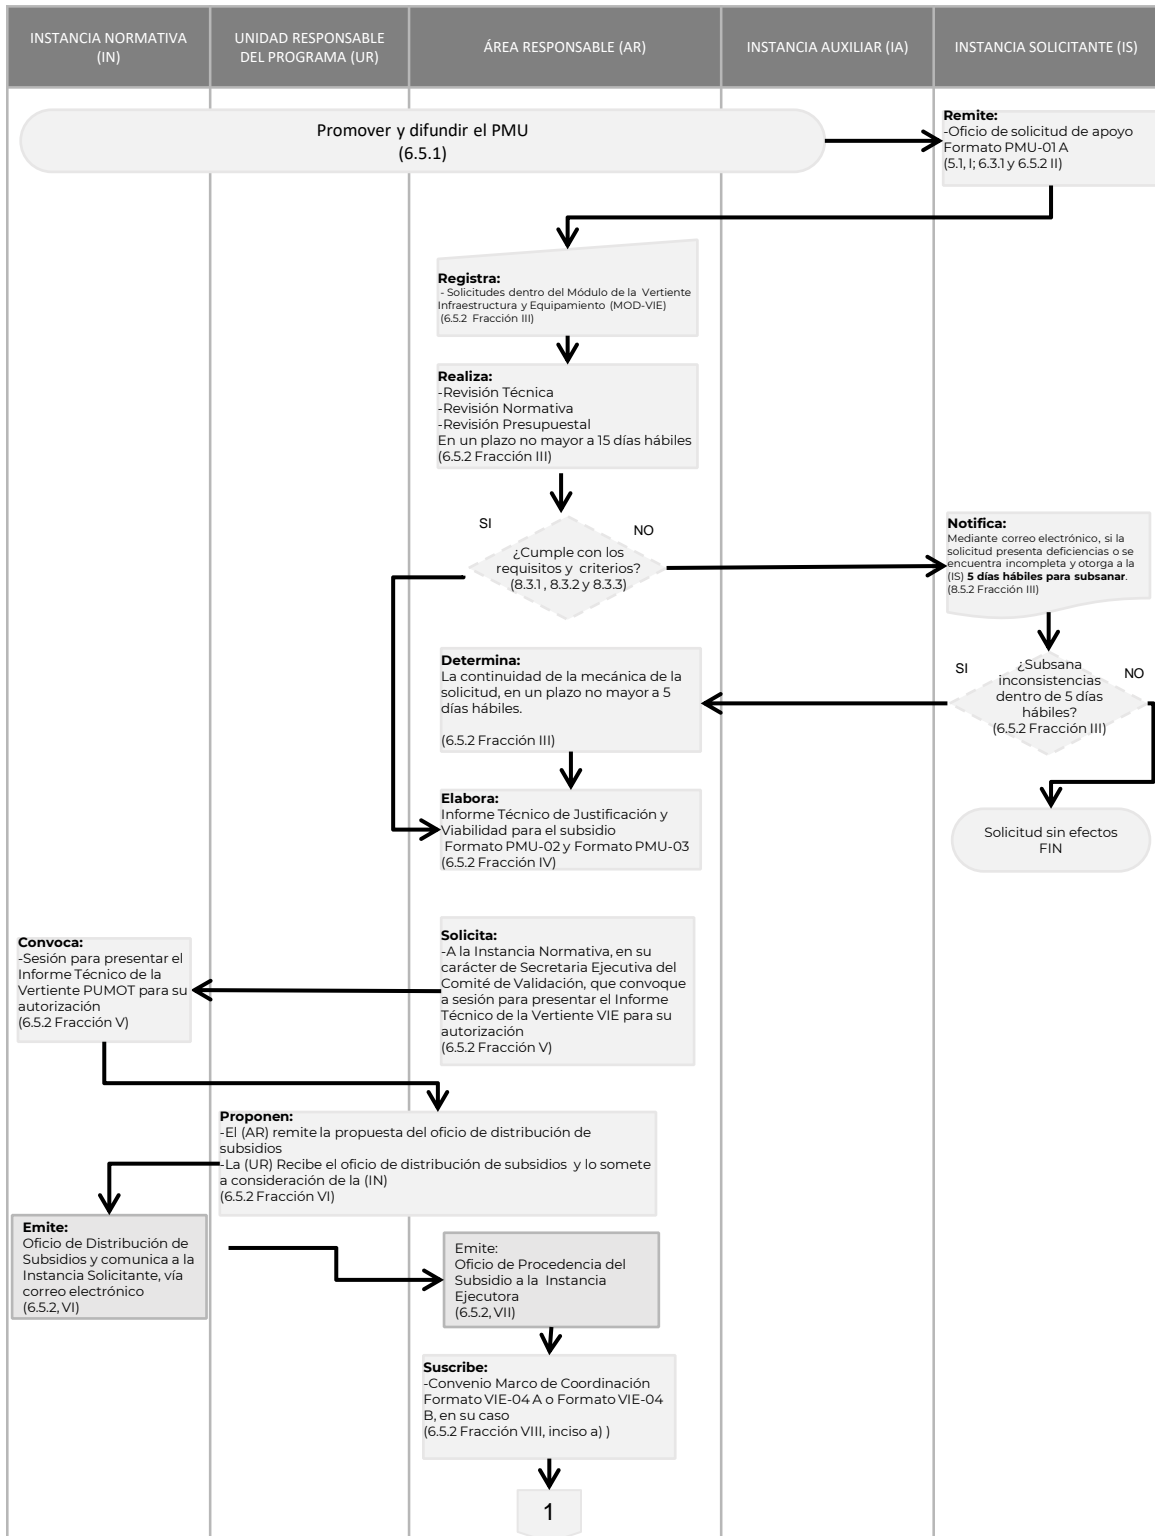 INSTANCIA NORMATIVA
(IN)
UNIDAD RESPONSABLE
DEL PROGRAMA (UR)
ÁREA RESPONSABLE (AR)
INSTANCIA AUXILIAR (IA)
INSTANCIA SOLICITANTE (IS)
Promover y difundir el PMU
(6.5.1)
Remite:
-Oficio de solicitud de apoyo
Formato PMU-01 A
(5.1, I; 6.3.1 y 6.5.2 II)
Registra:
- Solicitudes dentro del Módulo de la Vertiente
Infraestructura y Equipamiento (MOD-VIE)
(6.5.2 Fracción III)
Realiza:
-Revisión Técnica
-Revisión Normativa
-Revisión Presupuestal
En un plazo no mayor a 15 días hábiles
(6.5.2 Fracción III)
SI
NO
¿Cumple con los
requisitos y criterios?
(8.3.1 , 8.3.2 y 8.3.3)
Notifica:
Mediante correo electrónico, si la
solicitud presenta deficiencias o se
encuentra incompleta y otorga a la
(IS) 5 días hábiles para subsanar.
(8.5.2 Fracción III)
SI
NO
¿Subsana
inconsistencias
dentro de 5 días
hábiles?
(6.5.2 Fracción III)
Determina:
La continuidad de la mecánica de la
solicitud, en un plazo no mayor a 5
días hábiles.
(6.5.2 Fracción III)
Elabora:
Informe Técnico de Justificación y
Viabilidad para el subsidio
Formato PMU-02 y Formato PMU-03
(6.5.2 Fracción IV)
Solicitud sin efectos
FIN
Solicita:
-A la Instancia Normativa, en su
carácter de Secretaria Ejecutiva del
Comité de Validación, que convoque
a sesión para presentar el Informe
Técnico de la Vertiente VIE para su
autorización
(6.5.2 Fracción V)
Convoca:
-Sesión para presentar el
Informe Técnico de la
Vertiente PUMOT para su
autorización
(6.5.2 Fracción V)
Proponen:
-El (AR) remite la propuesta del oficio de distribución de
subsidios
-La (UR) Recibe el oficio de distribución de subsidios y lo somete
a consideración de la (IN)
(6.5.2 Fracción VI)
Emite:
Oficio de Distribución de
Subsidios y comunica a la
Instancia Solicitante, vía
correo electrónico
(6.5.2, VI)
Emite:
Oficio de Procedencia del
Subsidio a la Instancia
Ejecutora
(6.5.2, VII)
Suscribe:
-Convenio Marco de Coordinación
Formato VIE-04 A o Formato VIE-04
B, en su caso
(6.5.2 Fracción VIII, inciso a) )
1